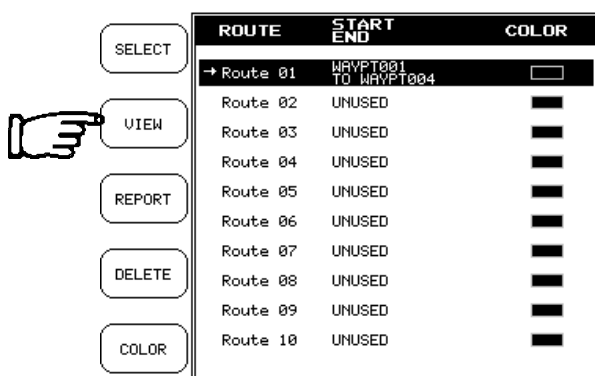 SELECT
VIEW
REPORT
DELETE
COLOR
ROUTE START END COLOR
→ Route 01 WAYPT001
TO WAYPT004
Route 02 UNUSED
Route 03 UNUSED
Route 04 UNUSED
Route 05 UNUSED
Route 06 UNUSED
Route 07 UNUSED
Route 08 UNUSED
Route 09 UNUSED
Route 10 UNUSED